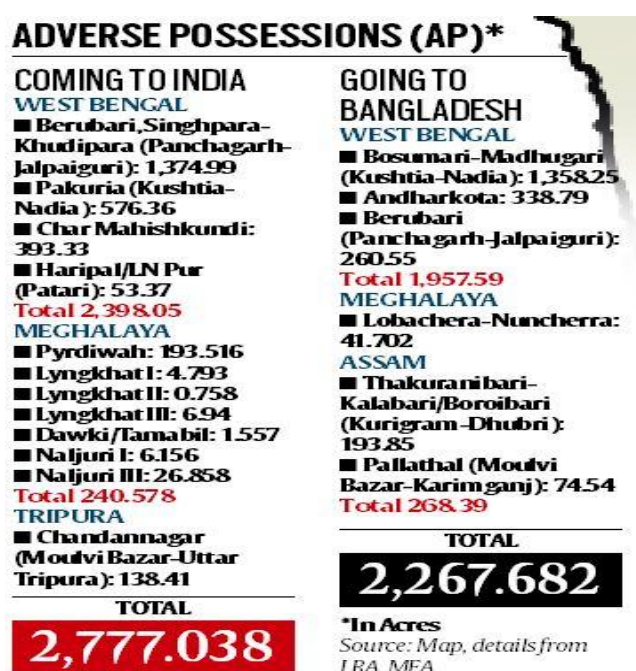 ADVERSE POSSESSIONS (AP)*
COMING TO INDIA
WEST BENGAL
■ Berubari,Singhpara-
Khudipara (Panchagarh-
Jalpaiguri): 1,374.99
■ Pakuria (Kushtia-
Nadia): 576.36
■ Char Mahishkundi:
393.33
■ Haripal/LN Pur
(Patari): 53.37
Total 2,398.05
MEGHALAYA
■ Pyrdiwah: 193.516
■ Lyngkhat I: 4.793
■ Lyngkhat II: 0.758
■ Lyngkhat III: 6.94
■ Dawki/Tamabil: 1.557
■ Naljuri I: 6.156
■ Naljuri III: 26.858
Total 240.578
TRIPURA
■ Chandannagar
(Moulvi Bazar-Uttar
Tripura): 138.41
TOTAL
2,777.038
GOING TO
BANGLADESH
WEST BENGAL
■ Bosumari-Madhugari
(Kushtia-Nadia): 1,358.25
■ Andharkota: 338.79
■ Berubari
(Panchagarh-Jalpaiguri):
260.55
Total 1,957.59
MEGHALAYA
■ Lobachera-Nuncherra:
41.702
ASSAM
■ Thakuranibari-
Kalabari/Boroibari
(Kurigram-Dhubri):
193.85
■ Pallathal (Moulvi
Bazar-Karimganj): 74.54
Total 268.39
TOTAL
2,267.682
*In Acres
Source: Map, details from
LBA, MEA